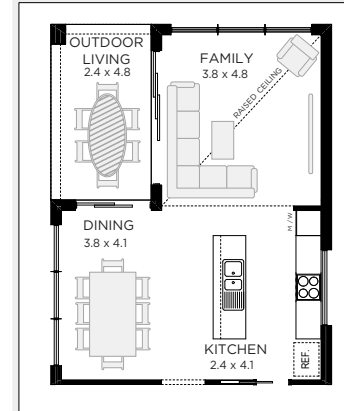 OUTDOOR
LIVING
2.4 x 4.8
FAMILY
3.8 x 4.8
RAISED CEILING
DINING
3.8 x 4.1
M / W
KITCHEN
2.4 x 4.1
REF.